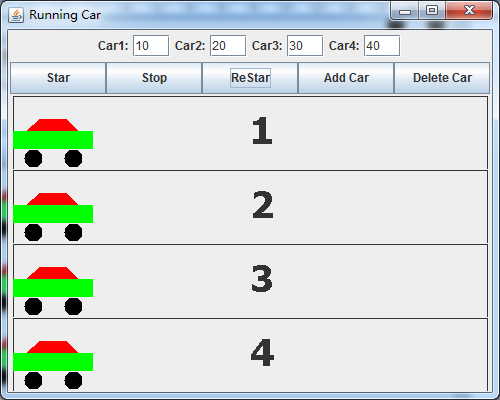 Running Car
Car1: 10 Car2: 20 Car3: 30 Car4: 40
Star Stop ReStar Add Car Delete Car
1
2
3
4